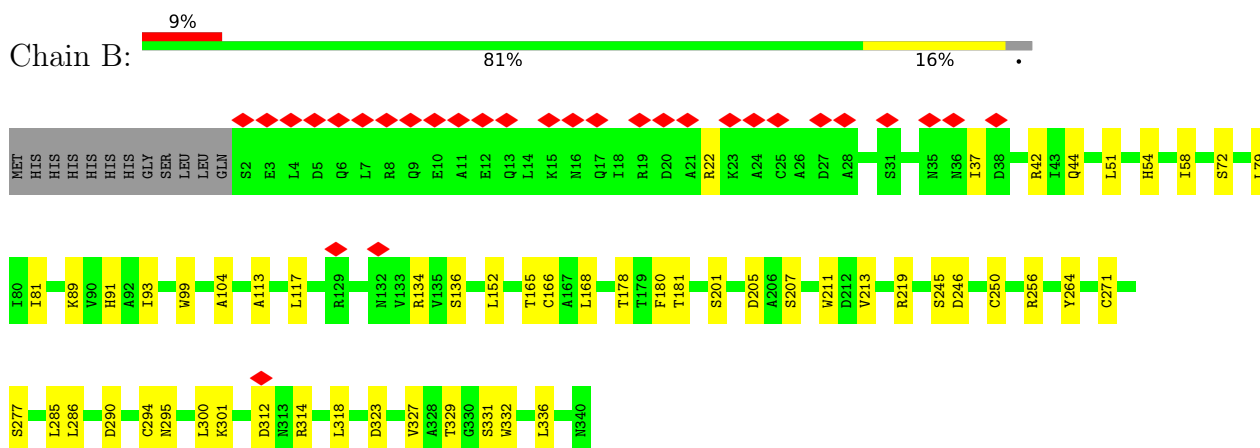 9%
Chain B:
81% 16% •
MET HIS HIS HIS HIS HIS HIS GLY SER LEU LEU GLN S2 E3 L4 D5 Q6 L7 R8 Q9 E10 A11 E12 Q13 L14 K15 N16 Q17 I18 R19 D20 A21 R22 K23 A24 C25 A26 D27 A28 S31 N35 N36 I37 D38 R42 I43 Q44 L51 H54 I58 S72 L79
I80 I81 K89 V90 H91 A92 I93 W99 A104 A113 L117 R129 N132 V133 R134 V135 S136 L152 T165 C166 A167 L168 T178 T179 F180 T181 S201 D205 A206 S207 W211 D212 V213 R219 S245 D246 C250 R256 Y264 C271
S277 L285 L286 D290 C294 N295 L300 K301 D312 N313 R314 L318 D323 V327 A328 T329 G330 S331 W332 L336 N340